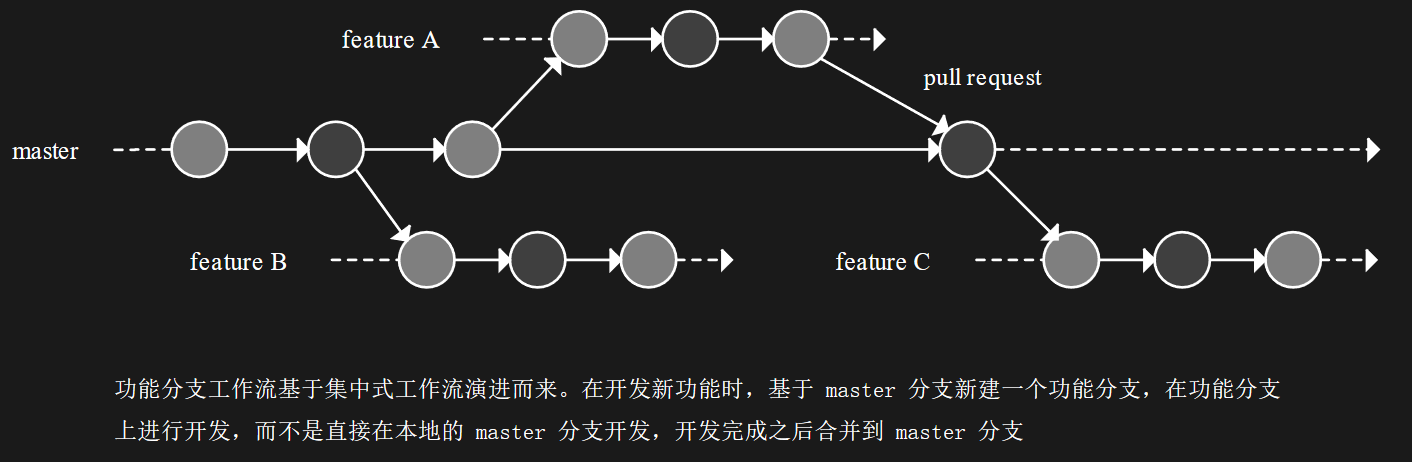 feature A
pull request
master
feature B
feature C
功能分支工作流基于集中式工作流演进而来。在开发新功能时，基于 master 分支新建一个功能分支，在功能分支
上进行开发，而不是直接在本地的 master 分支开发，开发完成之后合并到 master 分支